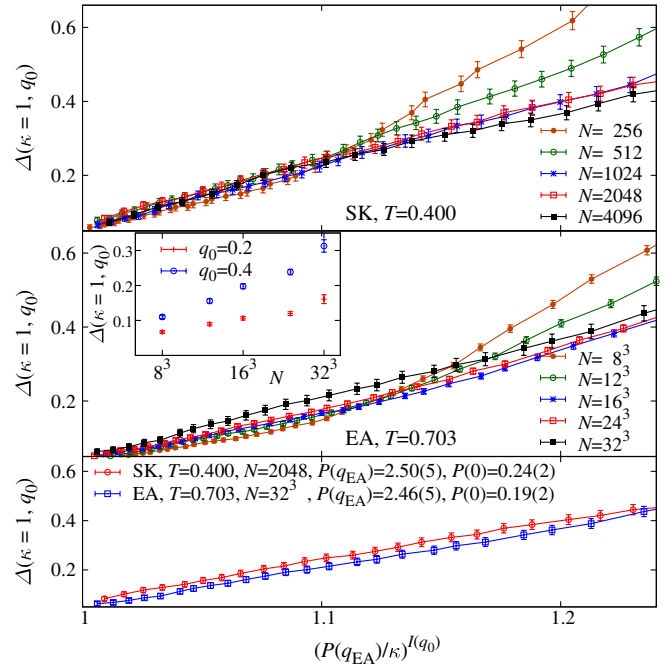 0.6
0.4
0.2
Δ(κ = 1, q₀)
N= 256
N= 512
N=1024
N=2048
N=4096
SK, T=0.400
0.6
0.4
0.2
Δ(κ = 1, q₀)
0.3
0.2
0.1
Δ(κ = 1, q₀)
q₀=0.2
q₀=0.4
8³ 16³ N 32³
N= 8³
N=12³
N=16³
N=24³
N=32³
EA, T=0.703
0.6
0.4
0.2
Δ(κ = 1, q₀)
SK, T=0.400, N=2048, P(q_EA)=2.50(5), P(0)=0.24(2)
EA, T=0.703, N=32³ , P(q_EA)=2.46(5), P(0)=0.19(2)
1 1.1 1.2
(P(q_EA)/κ)^I(q₀)